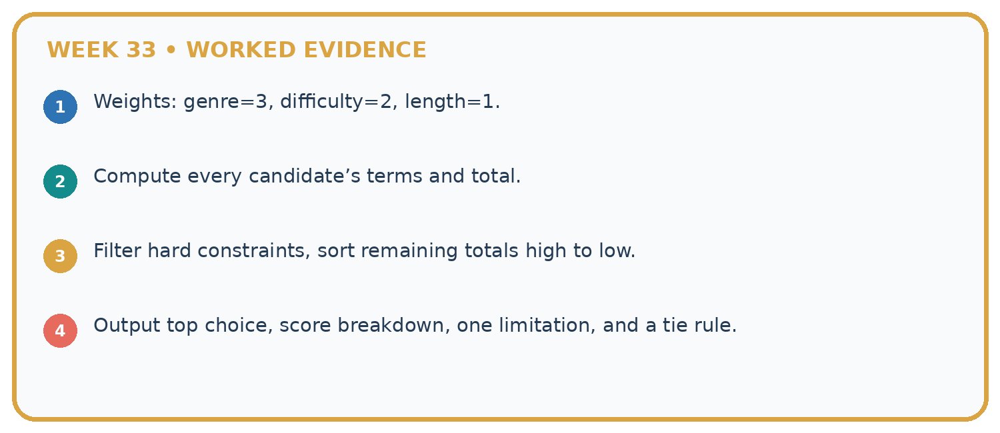 WEEK 33 • WORKED EVIDENCE
1 Weights: genre=3, difficulty=2, length=1.
2 Compute every candidate’s terms and total.
3 Filter hard constraints, sort remaining totals high to low.
4 Output top choice, score breakdown, one limitation, and a tie rule.